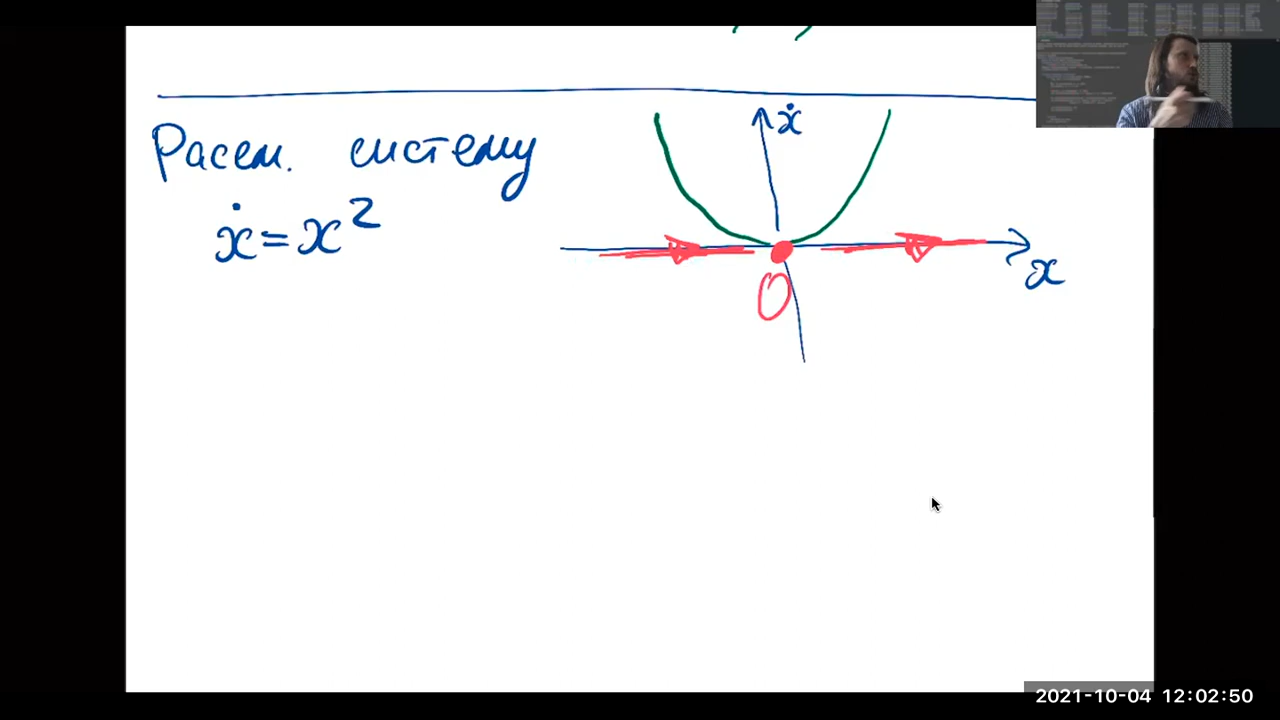 Рассм. систему
ẋ = x²
ẋ
x
0
2021-10-04 12:02:50